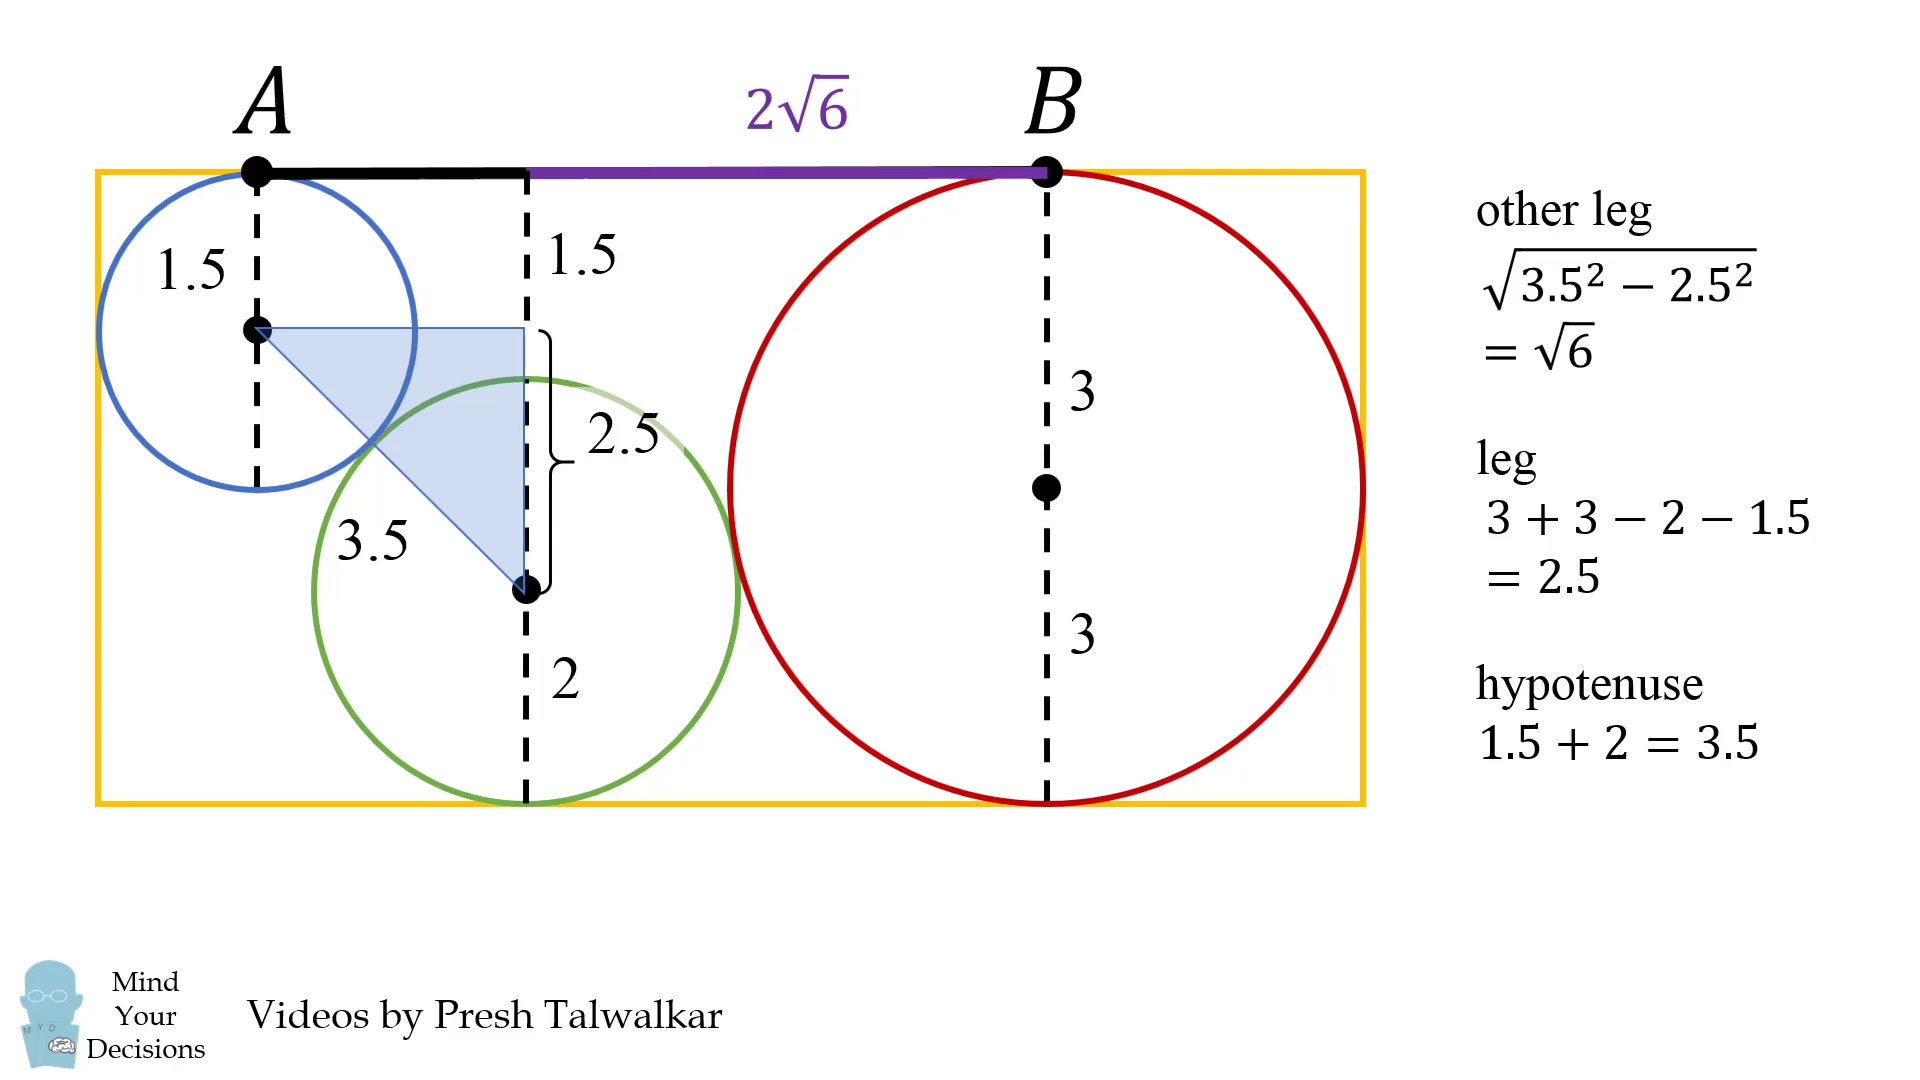 A
B
2√6
1.5
1.5
2.5
3.5
2
3
3
other leg
√3.5² − 2.5²
= √6
leg
3 + 3 − 2 − 1.5
= 2.5
hypotenuse
1.5 + 2 = 3.5
M Y D
Mind
Your
Decisions
Videos by Presh Talwalkar